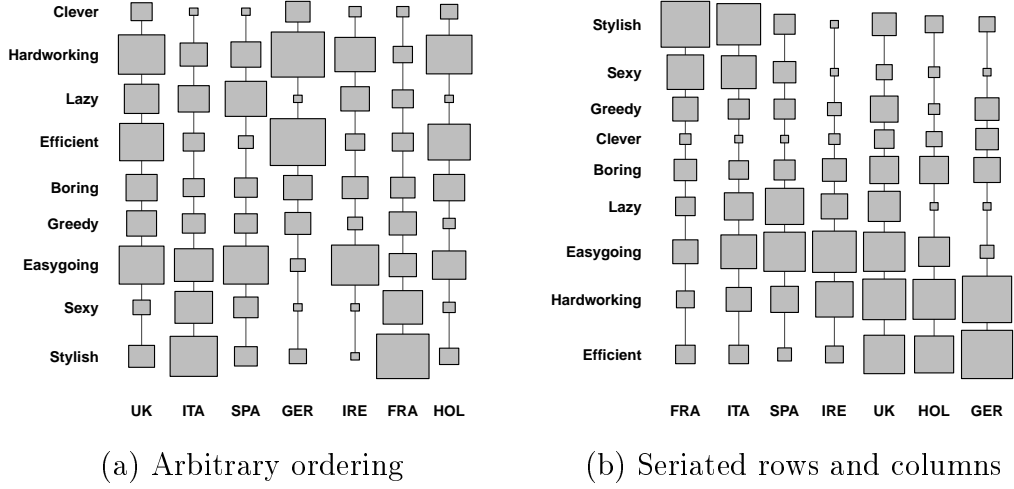 Clever
Hardworking
Lazy
Efficient
Boring
Greedy
Easygoing
Sexy
Stylish
UK ITA SPA GER IRE FRA HOL
(a) Arbitrary ordering
Stylish
Sexy
Greedy
Clever
Boring
Lazy
Easygoing
Hardworking
Efficient
FRA ITA SPA IRE UK HOL GER
(b) Seriated rows and columns